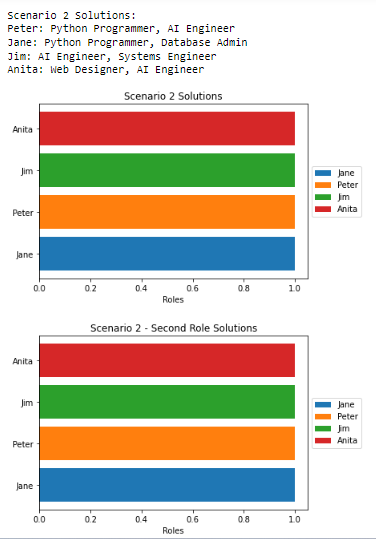 Scenario 2 Solutions:
Peter: Python Programmer, AI Engineer
Jane: Python Programmer, Database Admin
Jim: AI Engineer, Systems Engineer
Anita: Web Designer, AI Engineer
Scenario 2 Solutions
Anita
Jim
Peter
Jane
0.0 0.2 0.4 0.6 0.8 1.0
Roles
Jane
Peter
Jim
Anita
Scenario 2 - Second Role Solutions
Anita
Jim
Peter
Jane
0.0 0.2 0.4 0.6 0.8 1.0
Roles
Jane
Peter
Jim
Anita